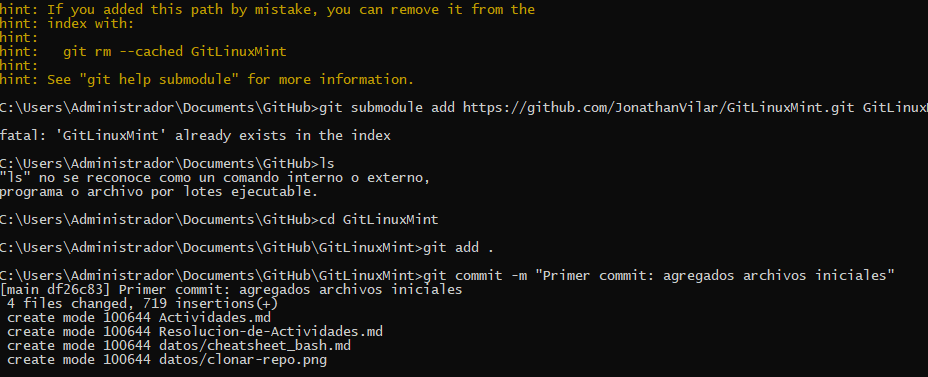 hint: If you added this path by mistake, you can remove it from the
hint: index with:
hint:
hint:   git rm --cached GitLinuxMint
hint:
hint: See "git help submodule" for more information.
C:\Users\Administrador\Documents\GitHub>git submodule add https://github.com/JonathanVilar/GitLinuxMint.git
fatal: 'GitLinuxMint' already exists in the index
C:\Users\Administrador\Documents\GitHub>ls
"ls" no se reconoce como un comando interno o externo,
programa o archivo por lotes ejecutable.
C:\Users\Administrador\Documents\GitHub>cd GitLinuxMint
C:\Users\Administrador\Documents\GitHub\GitLinuxMint>git add .
C:\Users\Administrador\Documents\GitHub\GitLinuxMint>git commit -m "Primer commit: agregados archivos iniciales"
[main df26c83] Primer commit: agregados archivos iniciales
 4 files changed, 719 insertions(+)
 create mode 100644 Actividades.md
 create mode 100644 Resolucion-de-Actividades.md
 create mode 100644 datos/cheatsheet_bash.md
 create mode 100644 datos/clonar-repo.png